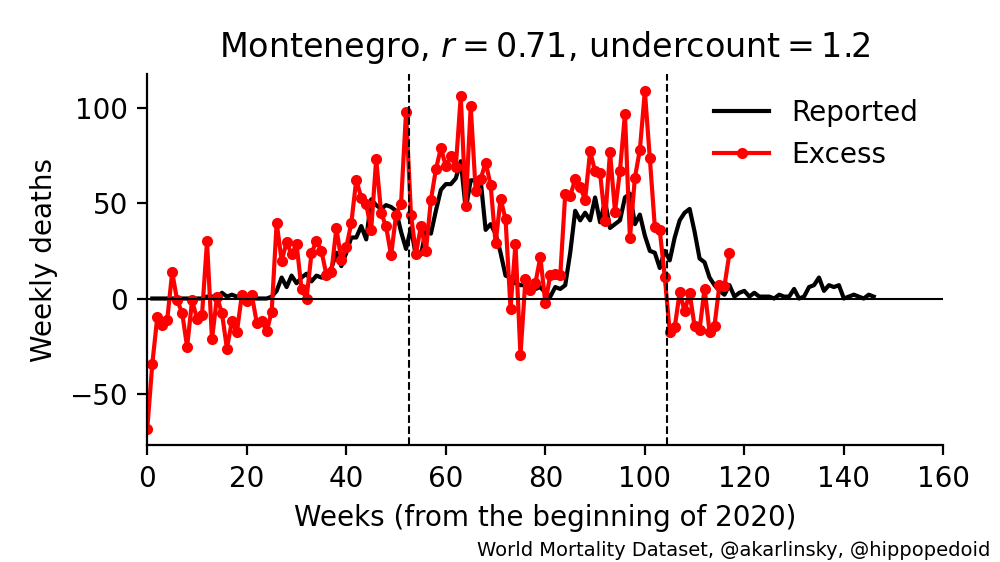 Montenegro, r = 0.71, undercount = 1.2
Reported
Excess
Weekly deaths
100
50
0
−50
0 20 40 60 80 100 120 140 160
Weeks (from the beginning of 2020)
World Mortality Dataset, @akarlinsky, @hippopedoid